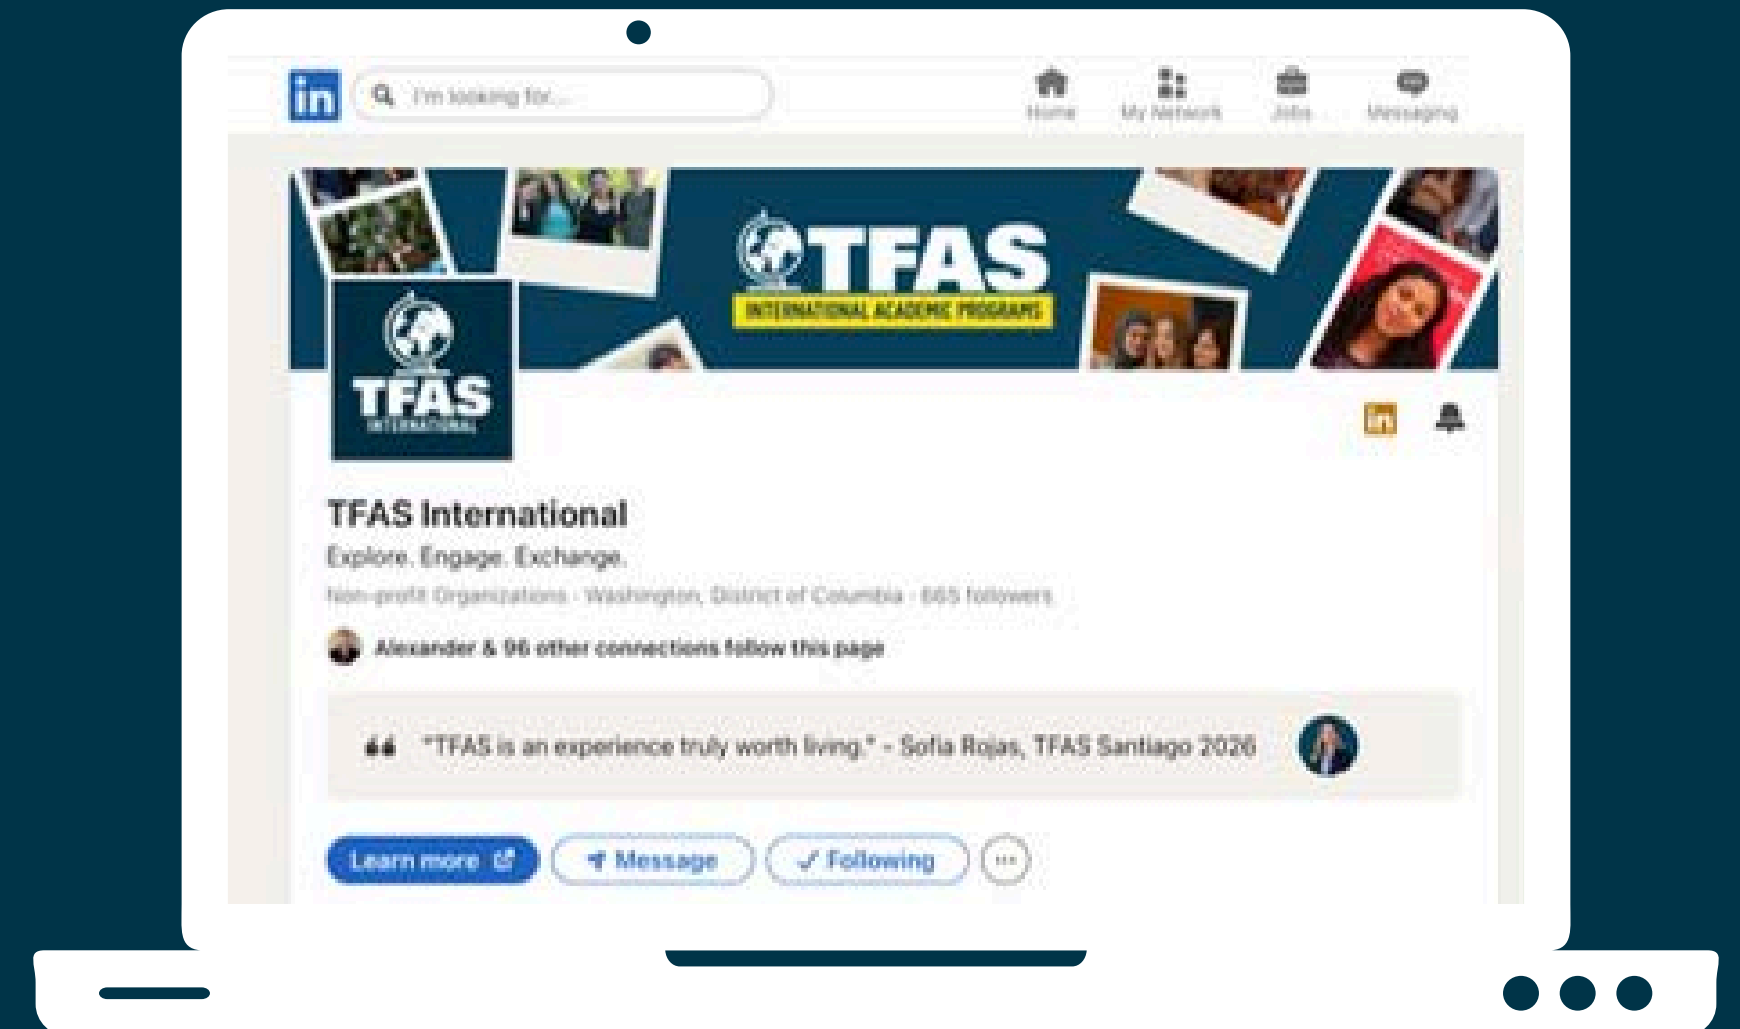 in
I'm looking for...
Home
My Network
Jobs
Messaging
TFAS
INTERNATIONAL ACADEMIC PROGRAMS
TFAS
INTERNATIONAL
in
TFAS International
Explore. Engage. Exchange.
Non-profit Organizations · Washington, District of Columbia · 665 followers
Alexander & 96 other connections follow this page
"TFAS is an experience truly worth living." - Sofia Rojas, TFAS Santiago 2026
Learn more
Message
Following